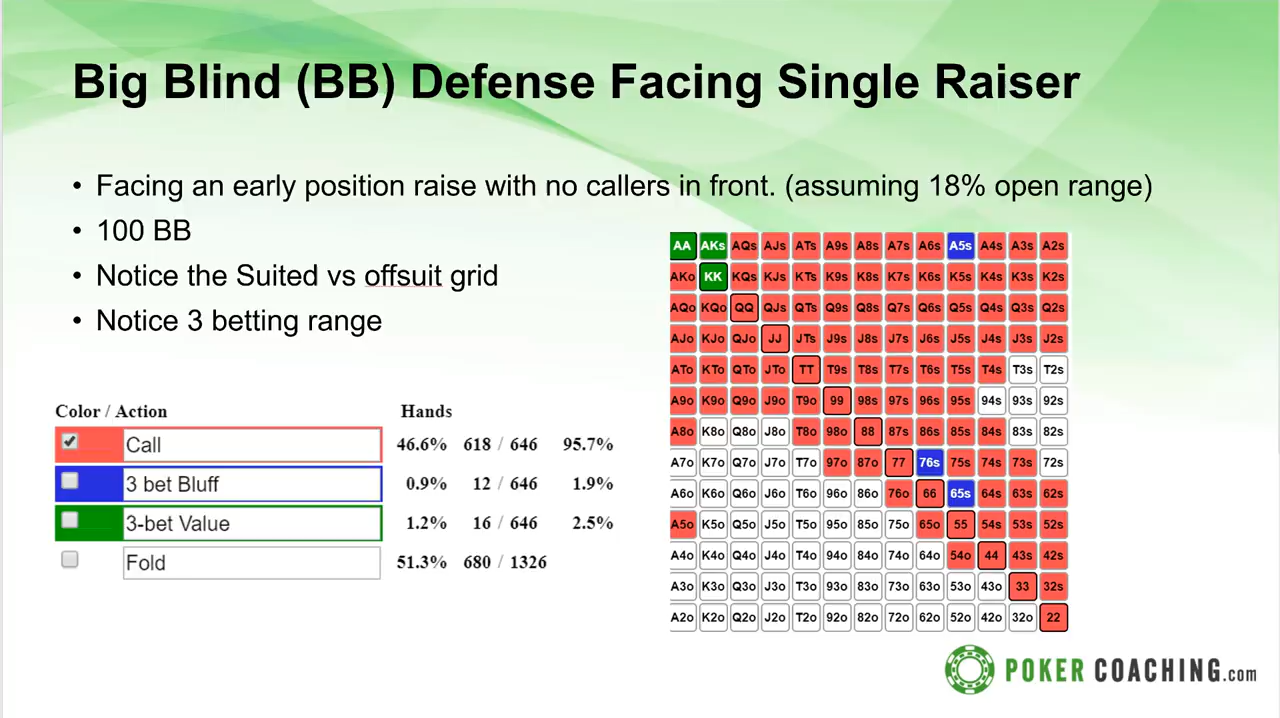 Big Blind (BB) Defense Facing Single Raiser
• Facing an early position raise with no callers in front. (assuming 18% open range)
• 100 BB
• Notice the Suited vs offsuit grid
• Notice 3 betting range
Color / Action Hands
Call 46.6% 618 / 646 95.7%
3 bet Bluff 0.9% 12 / 646 1.9%
3-bet Value 1.2% 16 / 646 2.5%
Fold 51.3% 680 / 1326
AA AKs AQs AJs ATs A9s A8s A7s A6s A5s A4s A3s A2s
AKo KK KQs KJs KTs K9s K8s K7s K6s K5s K4s K3s K2s
AQo KQo QQ QJs QTs Q9s Q8s Q7s Q6s Q5s Q4s Q3s Q2s
AJo KJo QJo JJ JTs J9s J8s J7s J6s J5s J4s J3s J2s
ATo KTo QTo JTo TT T9s T8s T7s T6s T5s T4s T3s T2s
A9o K9o Q9o J9o T9o 99 98s 97s 96s 95s 94s 93s 92s
A8o K8o Q8o J8o T8o 98o 88 87s 86s 85s 84s 83s 82s
A7o K7o Q7o J7o T7o 97o 87o 77 76s 75s 74s 73s 72s
A6o K6o Q6o J6o T6o 96o 86o 76o 66 65s 64s 63s 62s
A5o K5o Q5o J5o T5o 95o 85o 75o 65o 55 54s 53s 52s
A4o K4o Q4o J4o T4o 94o 84o 74o 64o 54o 44 43s 42s
A3o K3o Q3o J3o T3o 93o 83o 73o 63o 53o 43o 33 32s
A2o K2o Q2o J2o T2o 92o 82o 72o 62o 52o 42o 32o 22
POKER COACHING.com